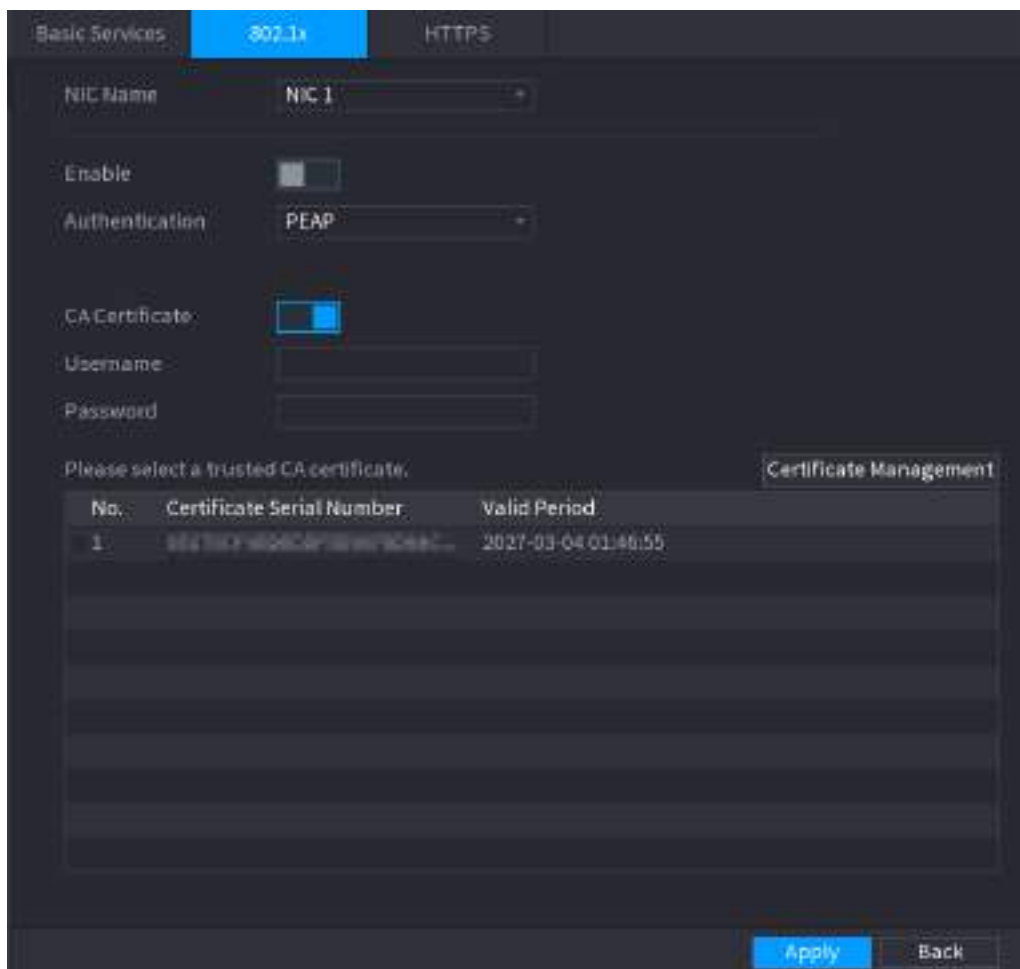 Basic Services 802.1x HTTPS
NIC Name NIC 1
Enable
Authentication PEAP
CA Certificate
Username
Password
Please select a trusted CA certificate. Certificate Management
No. Certificate Serial Number Valid Period
1 2027-03-04 01:46:55
Apply Back